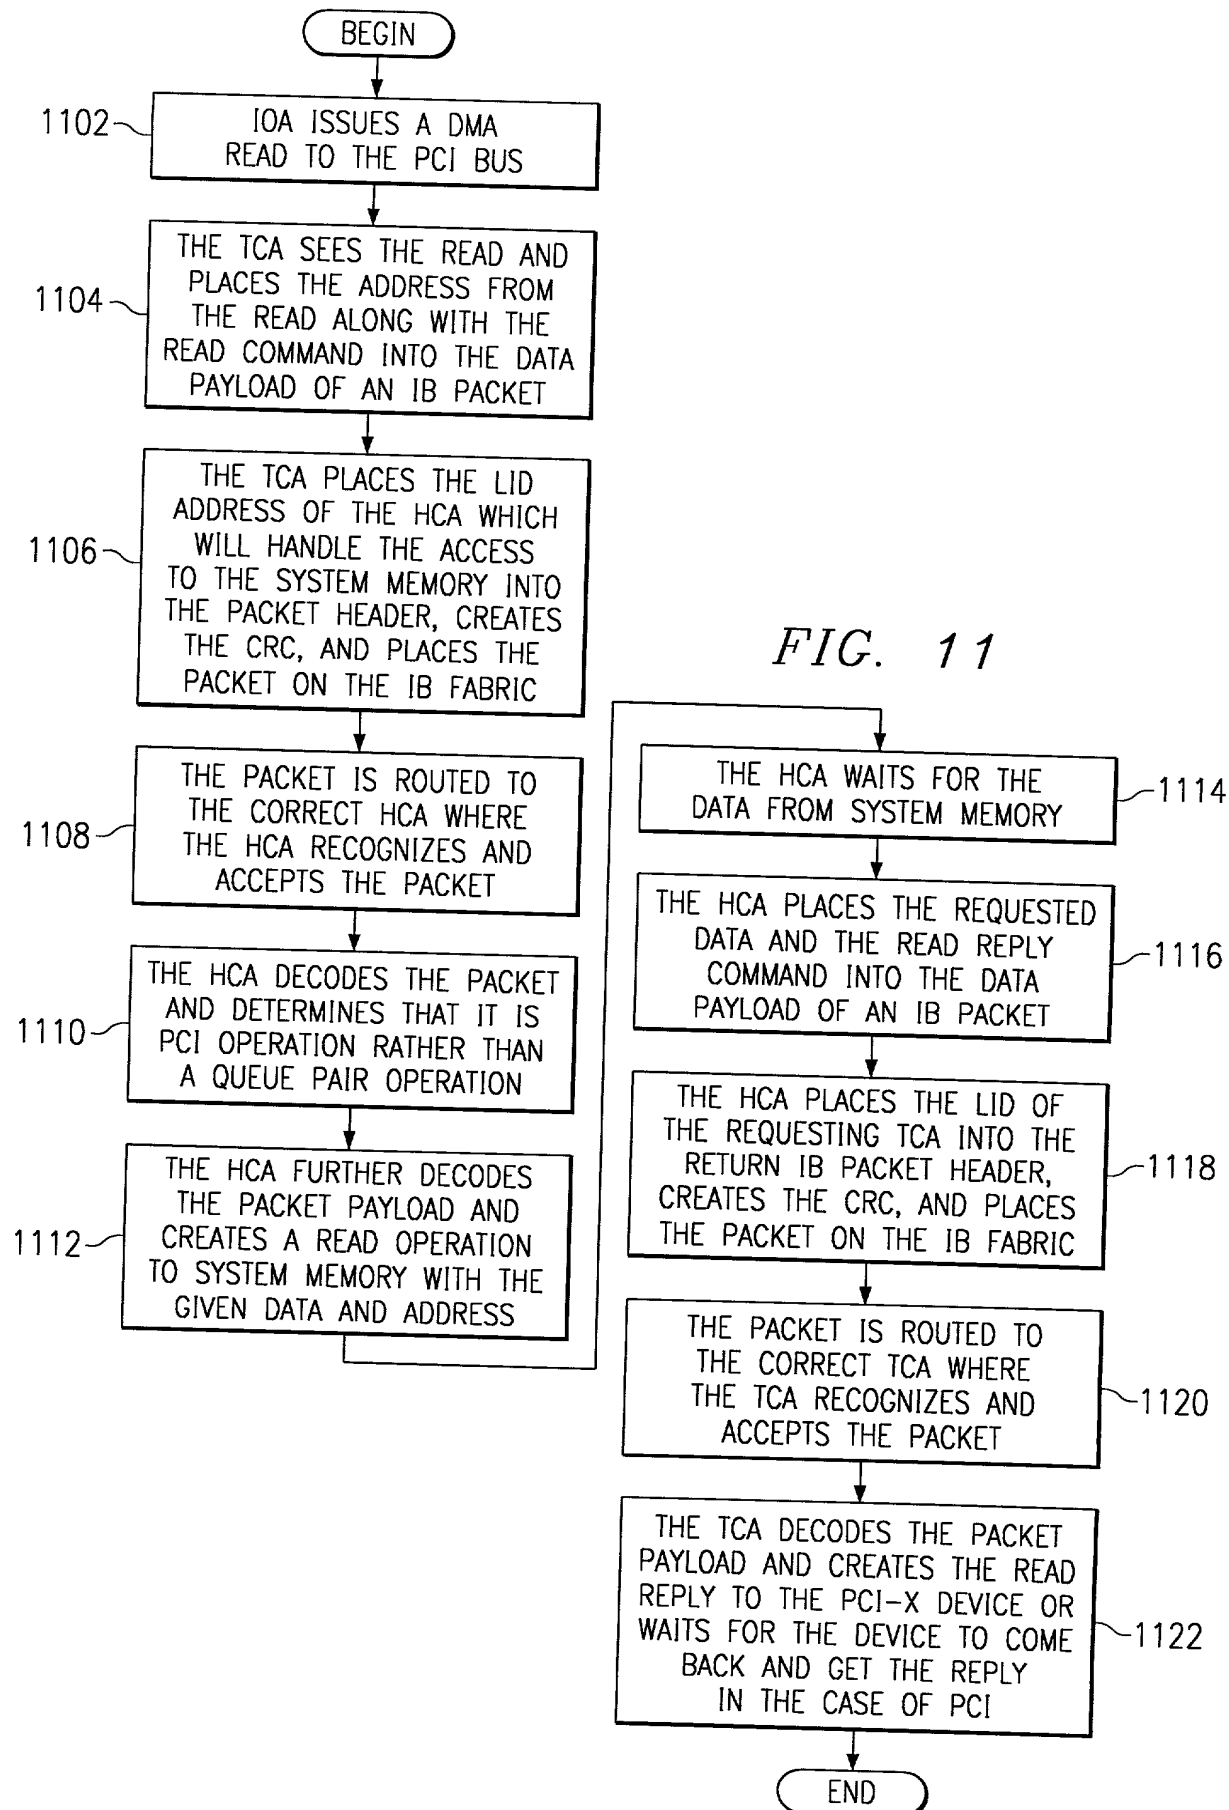 BEGIN
1102
IOA ISSUES A DMA
READ TO THE PCI BUS
1104
THE TCA SEES THE READ AND
PLACES THE ADDRESS FROM
THE READ ALONG WITH THE
READ COMMAND INTO THE DATA
PAYLOAD OF AN IB PACKET
1106
THE TCA PLACES THE LID
ADDRESS OF THE HCA WHICH
WILL HANDLE THE ACCESS
TO THE SYSTEM MEMORY INTO
THE PACKET HEADER, CREATES
THE CRC, AND PLACES THE
PACKET ON THE IB FABRIC
1108
THE PACKET IS ROUTED TO
THE CORRECT HCA WHERE
THE HCA RECOGNIZES AND
ACCEPTS THE PACKET
1110
THE HCA DECODES THE PACKET
AND DETERMINES THAT IT IS
PCI OPERATION RATHER THAN
A QUEUE PAIR OPERATION
1112
THE HCA FURTHER DECODES
THE PACKET PAYLOAD AND
CREATES A READ OPERATION
TO SYSTEM MEMORY WITH THE
GIVEN DATA AND ADDRESS
FIG. 11
THE HCA WAITS FOR THE
DATA FROM SYSTEM MEMORY
1114
THE HCA PLACES THE REQUESTED
DATA AND THE READ REPLY
COMMAND INTO THE DATA
PAYLOAD OF AN IB PACKET
1116
THE HCA PLACES THE LID OF
THE REQUESTING TCA INTO THE
RETURN IB PACKET HEADER,
CREATES THE CRC, AND PLACES
THE PACKET ON THE IB FABRIC
1118
THE PACKET IS ROUTED TO
THE CORRECT TCA WHERE
THE TCA RECOGNIZES AND
ACCEPTS THE PACKET
1120
THE TCA DECODES THE PACKET
PAYLOAD AND CREATES THE READ
REPLY TO THE PCI-X DEVICE OR
WAITS FOR THE DEVICE TO COME
BACK AND GET THE REPLY
IN THE CASE OF PCI
1122
END